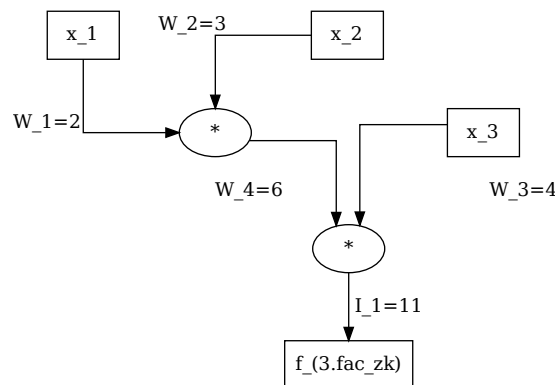 x_1
W_2=3
x_2
W_1=2
*
x_3
W_4=6
W_3=4
*
I_1=11
f_(3.fac_zk)